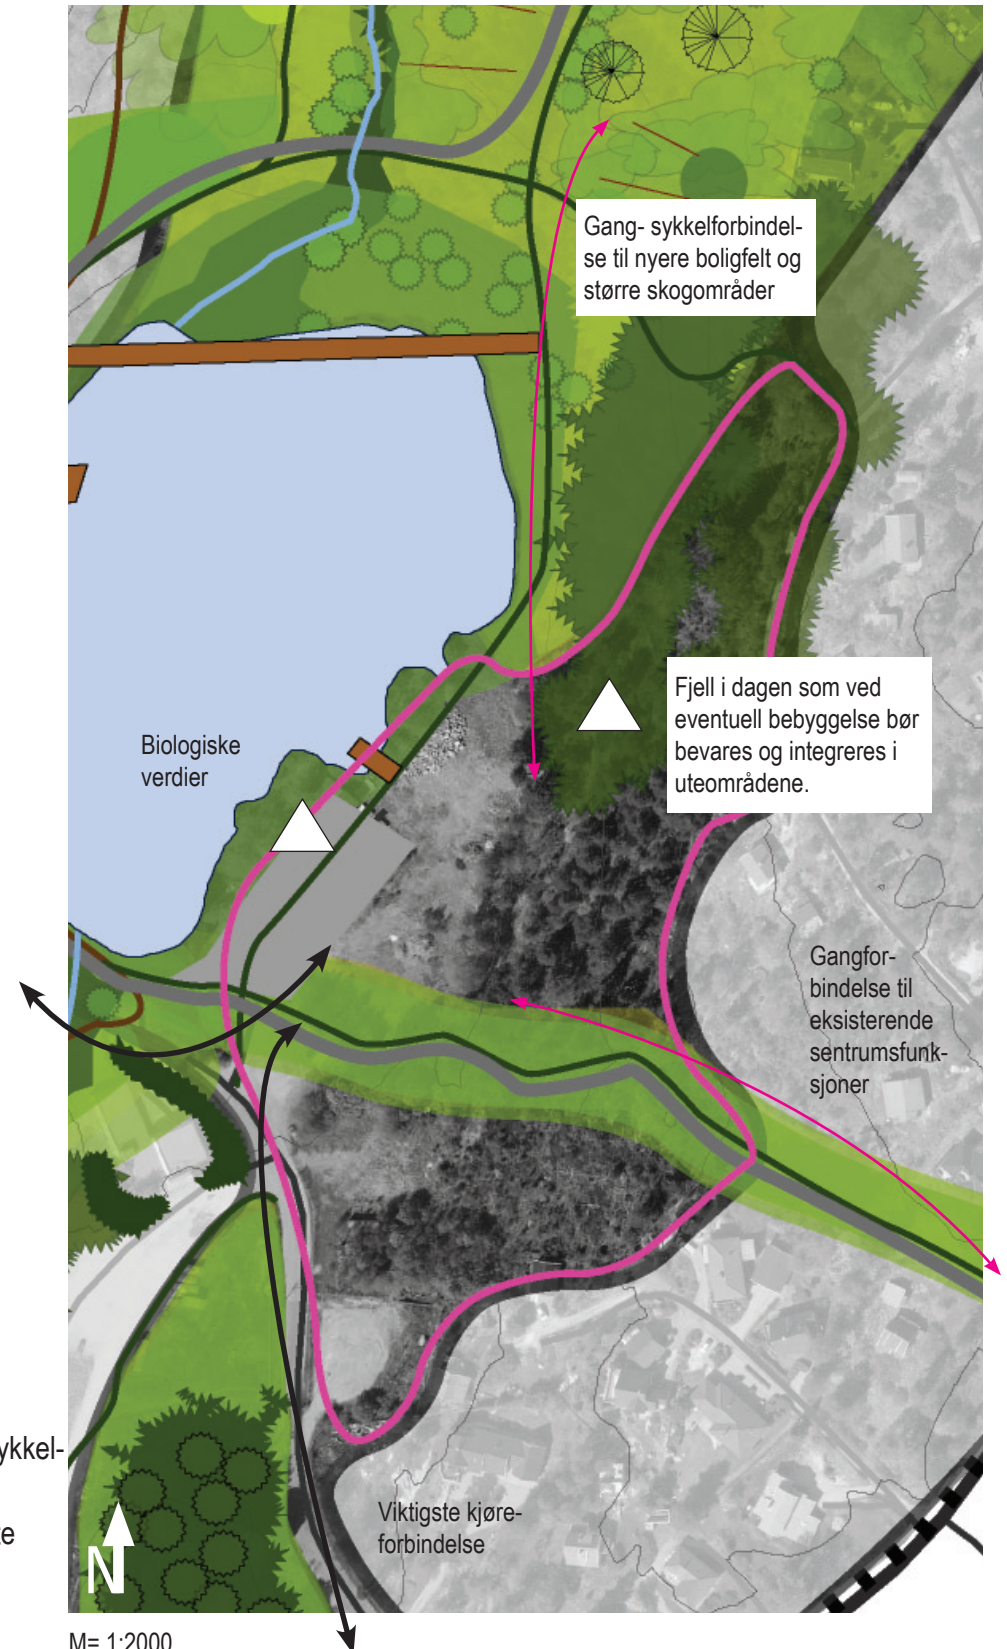 Gang- sykkelforbindel-
se til nyere boligfelt og
større skogområder
Fjell i dagen som ved
eventuell bebyggelse bør
bevares og integreres i
uteområdene.
Biologiske
verdier
Gangfor-
bindelse til
eksisterende
sentrumsfunk-
sjoner
ykkel-
te
Viktigste kjøre-
forbindelse
N
M= 1:2000